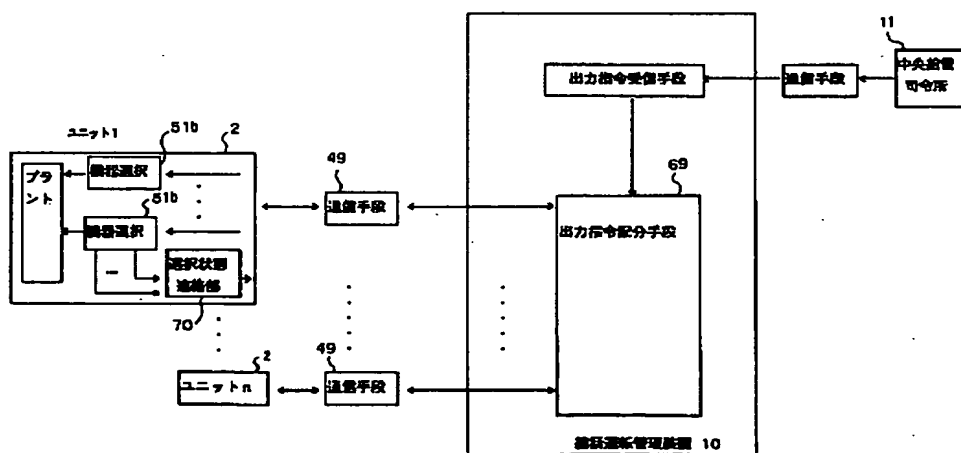 11
中央給電
司令所
通信手段
出力指令受信手段
ユニット1
51b
2
機器選択
プラント
51b
機器選択
選択状態
連絡部
70
49
通信手段
69
出力指令配分手段
2
ユニットn
49
通信手段
総括運転管理装置 10